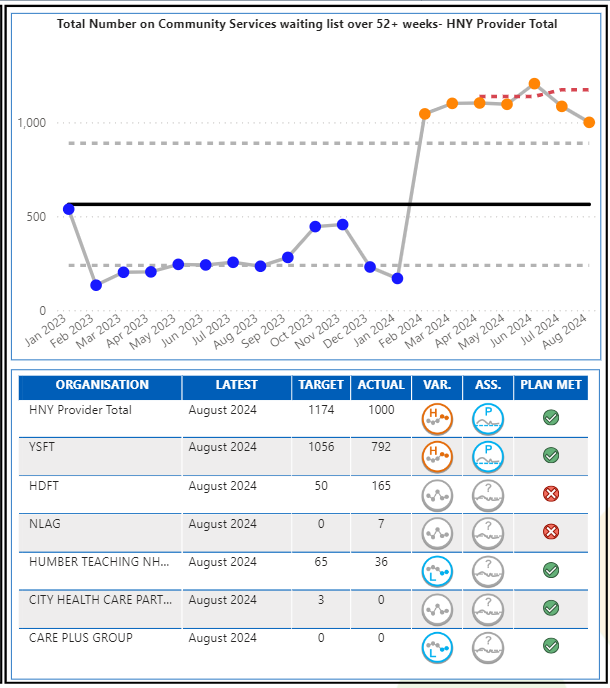 Total Number on Community Services waiting list over 52+ weeks- HNY Provider Total
1,000
500
0
Jan 2023 Feb 2023 Mar 2023 Apr 2023 May 2023 Jun 2023 Jul 2023 Aug 2023 Sep 2023 Oct 2023 Nov 2023 Dec 2023 Jan 2024 Feb 2024 Mar 2024 Apr 2024 May 2024 Jun 2024 Jul 2024 Aug 2024
ORGANISATION LATEST TARGET ACTUAL VAR. ASS. PLAN MET
HNY Provider Total August 2024 1174 1000 H P
YSFT August 2024 1056 792 H P
HDFT August 2024 50 165 ?
NLAG August 2024 0 7 ?
HUMBER TEACHING NH... August 2024 65 36 L ?
CITY HEALTH CARE PART... August 2024 3 0 ?
CARE PLUS GROUP August 2024 0 0 L ?